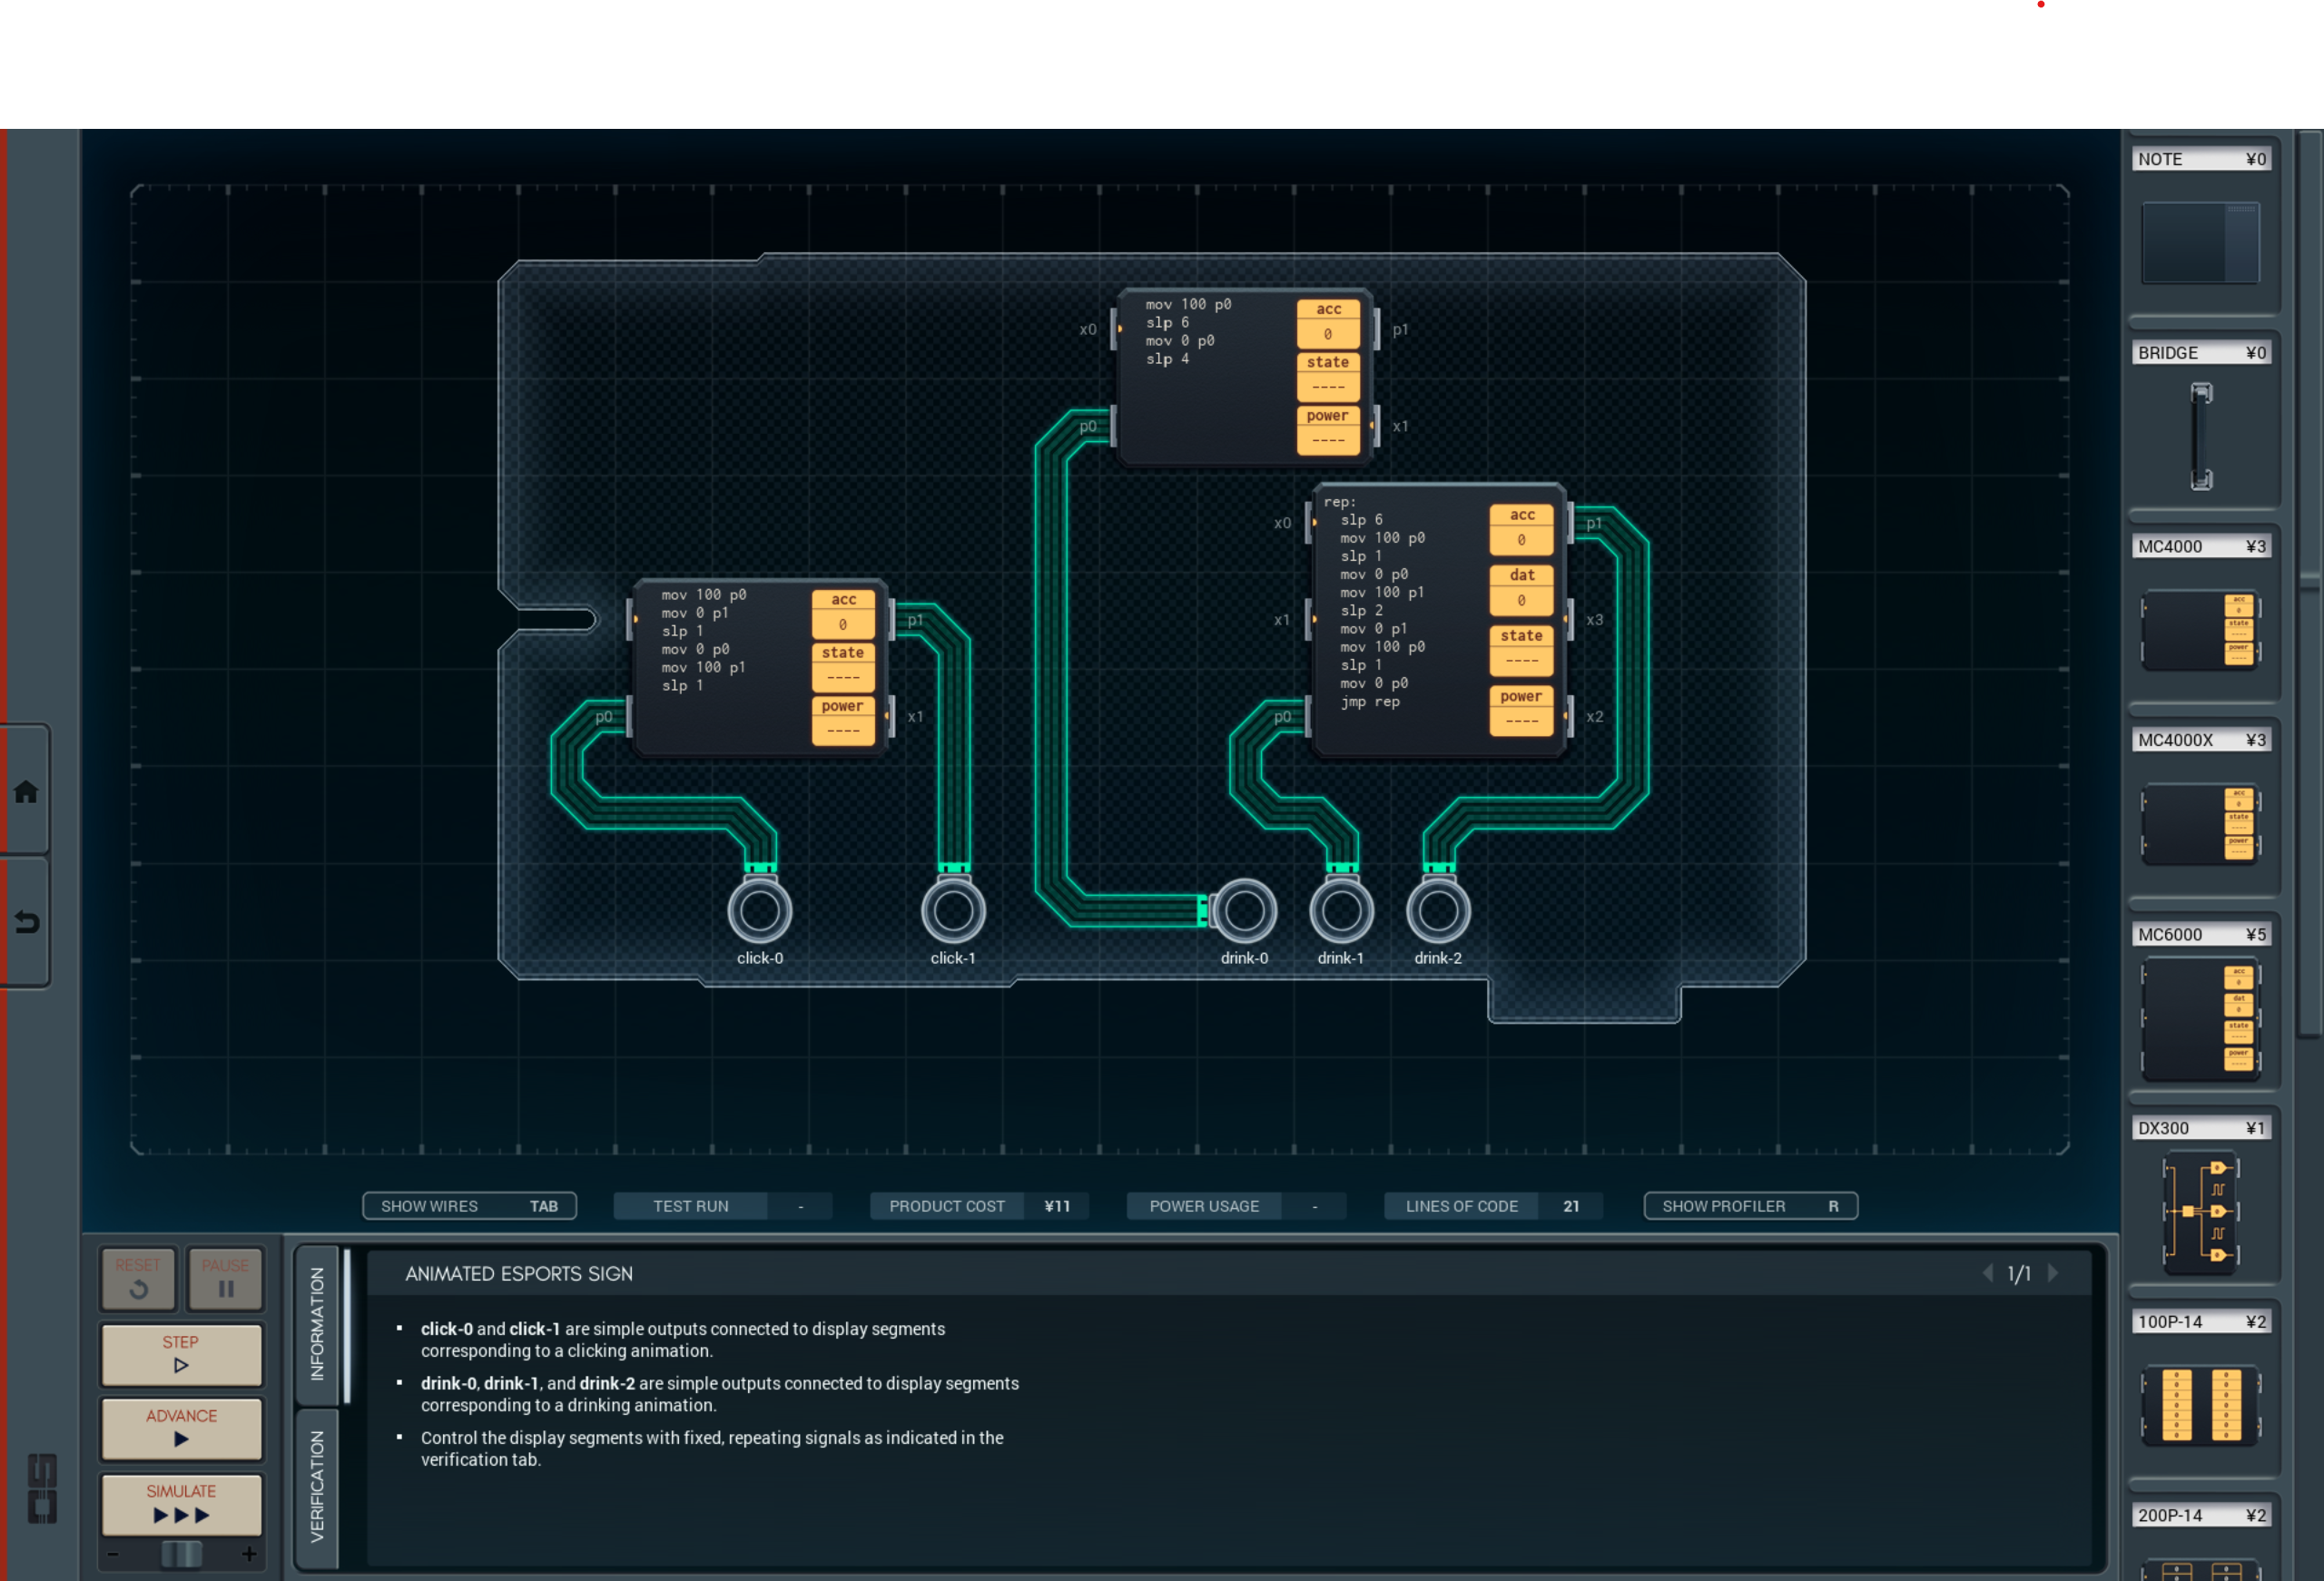 NOTE ¥0
BRIDGE ¥0
MC4000 ¥3
MC4000X ¥3
MC6000 ¥5
DX300 ¥1
100P-14 ¥2
200P-14 ¥2
x0
p0
p1
x1
mov 100 p0
slp 6
mov 0 p0
slp 4
acc
0
state
----
power
----
x0
x1
p0
p1
x3
x2
rep:
slp 6
mov 100 p0
slp 1
mov 0 p0
mov 100 p1
slp 2
mov 0 p1
mov 100 p0
slp 1
mov 0 p0
jmp rep
acc
0
dat
0
state
----
power
----
p0
p1
x1
mov 100 p0
mov 0 p1
slp 1
mov 0 p0
mov 100 p1
slp 1
acc
0
state
----
power
----
click-0 click-1 drink-0 drink-1 drink-2
SHOW WIRES TAB TEST RUN - PRODUCT COST ¥11 POWER USAGE - LINES OF CODE 21 SHOW PROFILER R
RESET PAUSE
STEP
ADVANCE
SIMULATE
- +
INFORMATION
VERIFICATION
ANIMATED ESPORTS SIGN 1/1
click-0 and click-1 are simple outputs connected to display segments
corresponding to a clicking animation.
drink-0, drink-1, and drink-2 are simple outputs connected to display segments
corresponding to a drinking animation.
Control the display segments with fixed, repeating signals as indicated in the
verification tab.